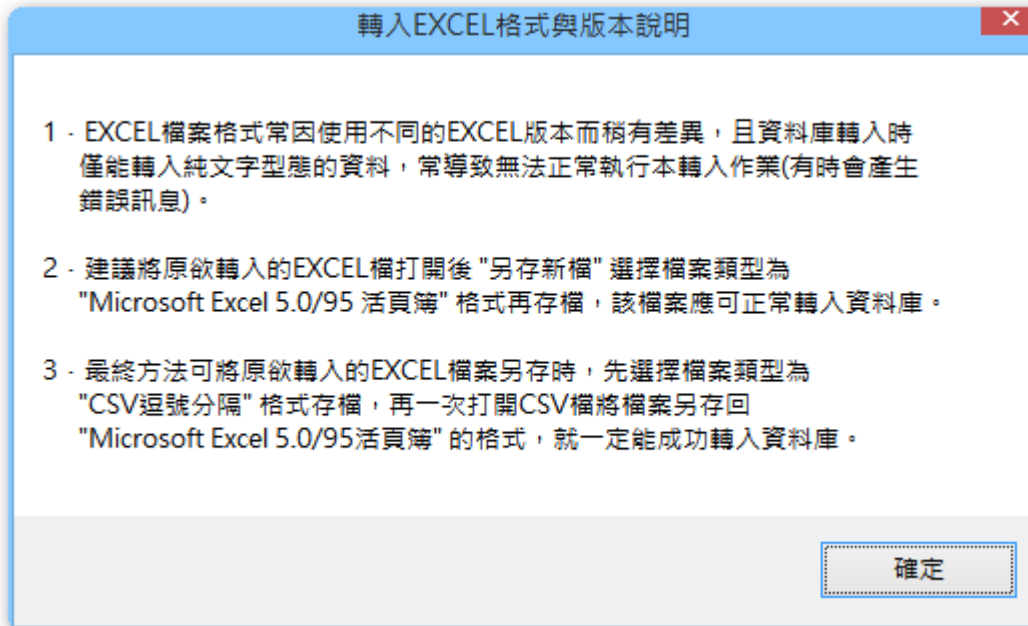 轉入EXCEL格式與版本說明
1 · EXCEL檔案格式常因使用不同的EXCEL版本而稍有差異，且資料庫轉入時
僅能轉入純文字型態的資料，常導致無法正常執行本轉入作業(有時會產生
錯誤訊息)。
2 · 建議將原欲轉入的EXCEL檔打開後 "另存新檔" 選擇檔案類型為
"Microsoft Excel 5.0/95 活頁簿" 格式再存檔，該檔案應可正常轉入資料庫。
3 · 最終方法可將原欲轉入的EXCEL檔案另存時，先選擇檔案類型為
"CSV逗號分隔" 格式存檔，再一次打開CSV檔將檔案另存回
"Microsoft Excel 5.0/95活頁簿" 的格式，就一定能成功轉入資料庫。
確定